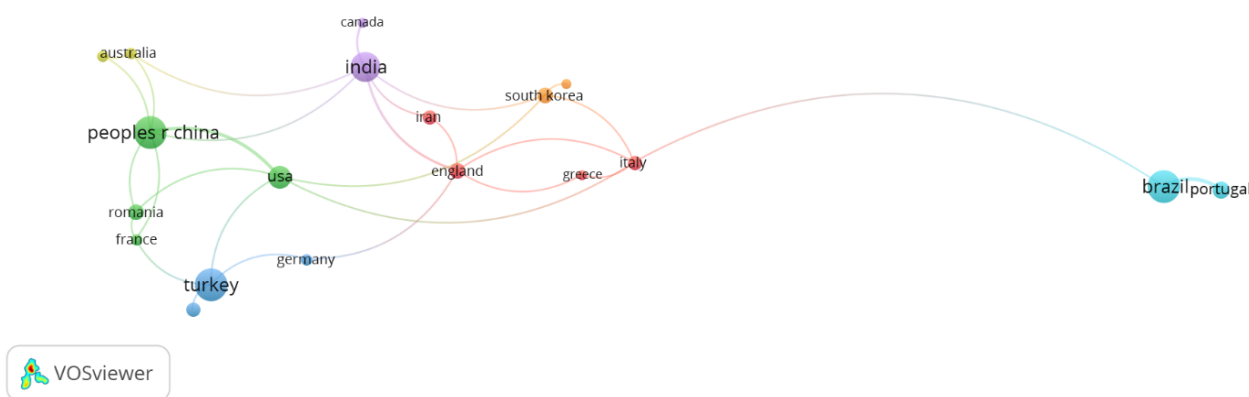 canada
australia
india
south korea
peoples r china
iran
usa
england
greece
italy
brazil
portugal
romania
france
germany
turkey
VOSviewer